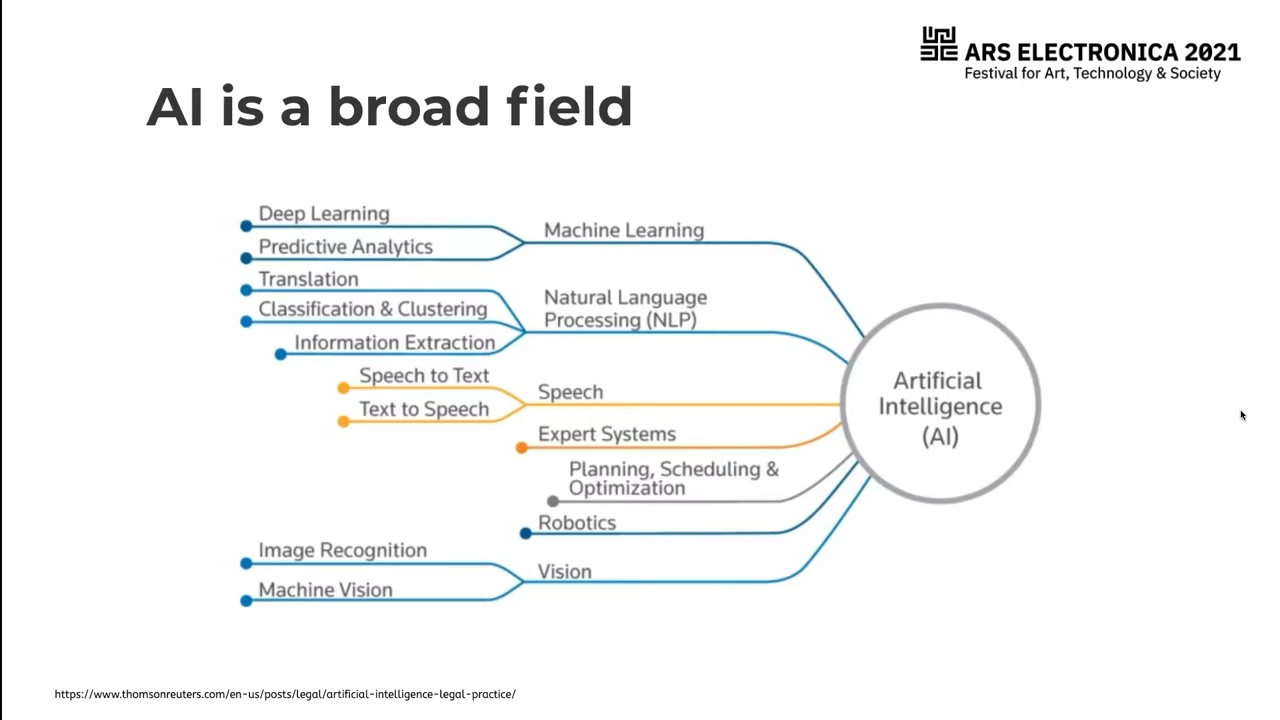 ARS ELECTRONICA 2021
Festival for Art, Technology & Society
AI is a broad field
Deep Learning
Predictive Analytics
Machine Learning
Translation
Classification & Clustering
Information Extraction
Natural Language
Processing (NLP)
Speech to Text
Text to Speech
Speech
Expert Systems
Planning, Scheduling &
Optimization
Robotics
Image Recognition
Machine Vision
Vision
Artificial
Intelligence
(AI)
https://www.thomsonreuters.com/en-us/posts/legal/artificial-intelligence-legal-practice/